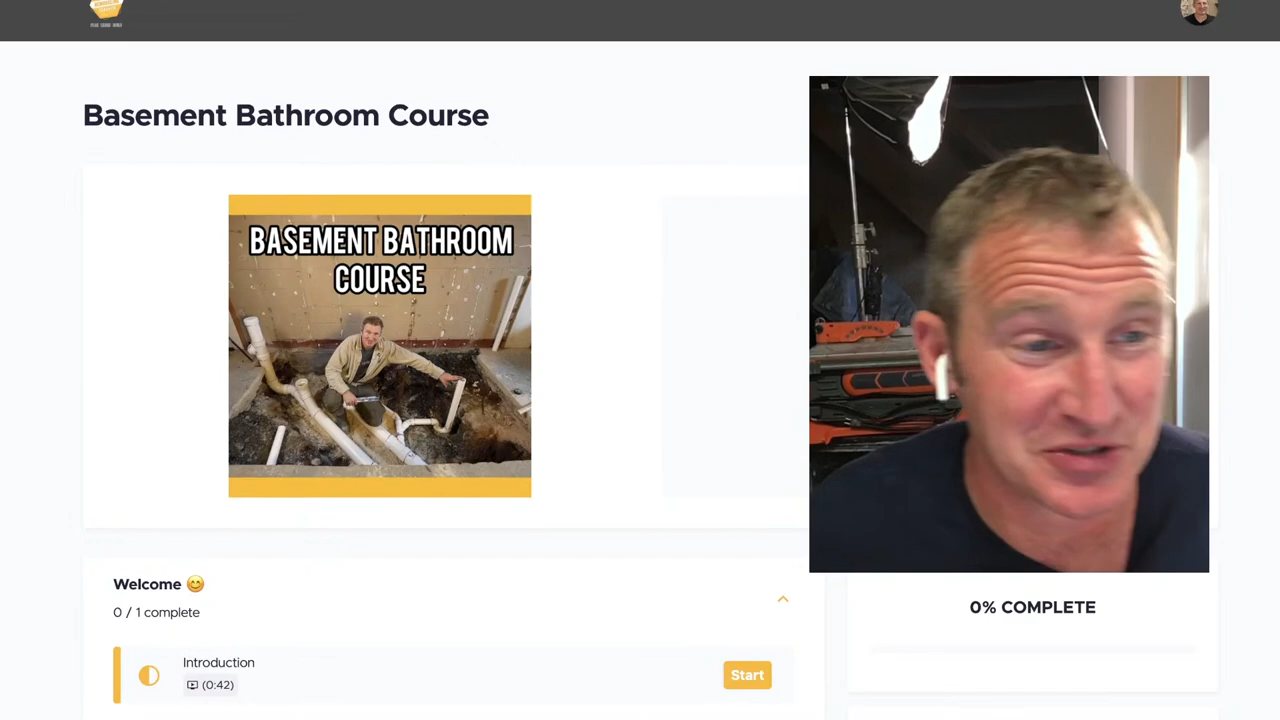 Basement Bathroom Course
BASEMENT BATHROOM
COURSE
Welcome 😊
0 / 1 complete
0% COMPLETE
Introduction
(0:42)
Start